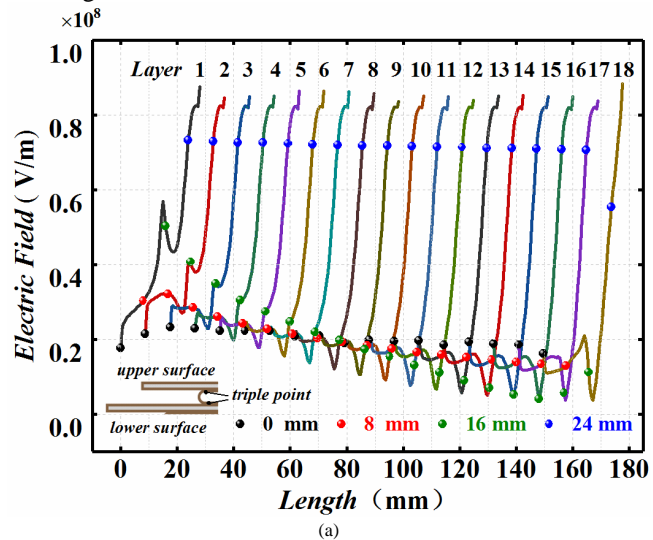 ×10⁸
1.0
Layer 1 2 3 4 5 6 7 8 9 10 11 12 13 14 15 16 17 18
0.8
0.6
0.4
0.2
0.0
Electric Field ( V/m)
upper surface
triple point
lower surface
0 mm 8 mm 16 mm 24 mm
0 20 40 60 80 100 120 140 160 180
Length (mm)
(a)